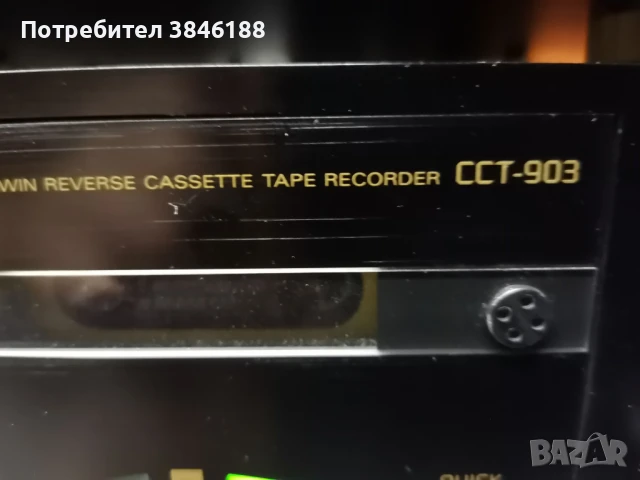 Потребител 3846188
WIN REVERSE CASSETTE TAPE RECORDER CCT-903
QUICK
BAZAR